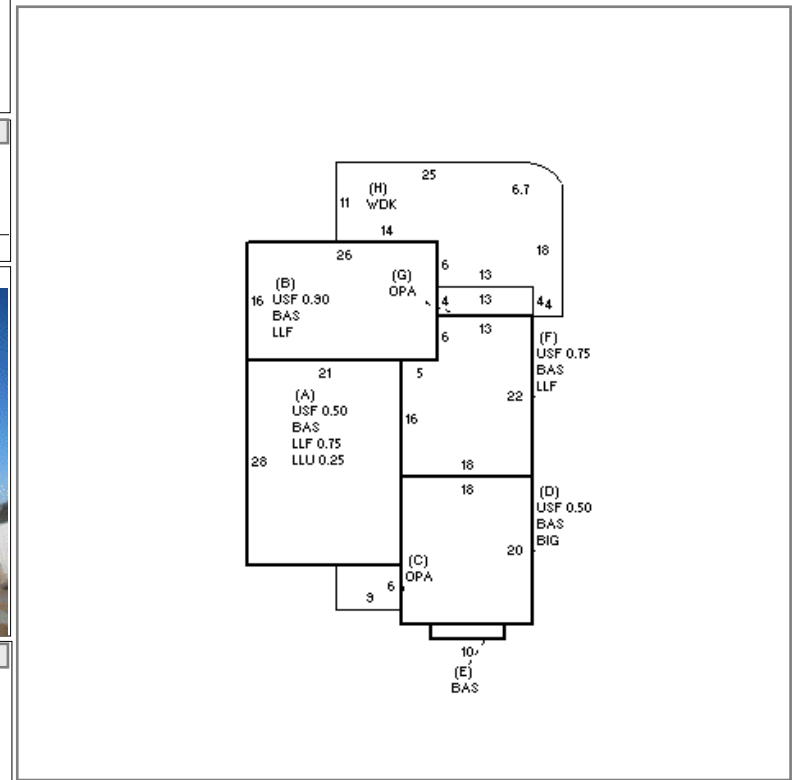 25
6.7
(H)
WDK
11
14
18
26
6
13
(G)
OPA
(B)
USF 0.90
BAS
LLF
16
4
13
4
4
6
13
(F)
USF 0.75
BAS
LLF
21
5
(A)
USF 0.50
BAS
LLF 0.75
LLU 0.25
22
16
28
18
18
(D)
USF 0.50
BAS
BIG
20
(C)
OPA
6
9
10
(E)
BAS